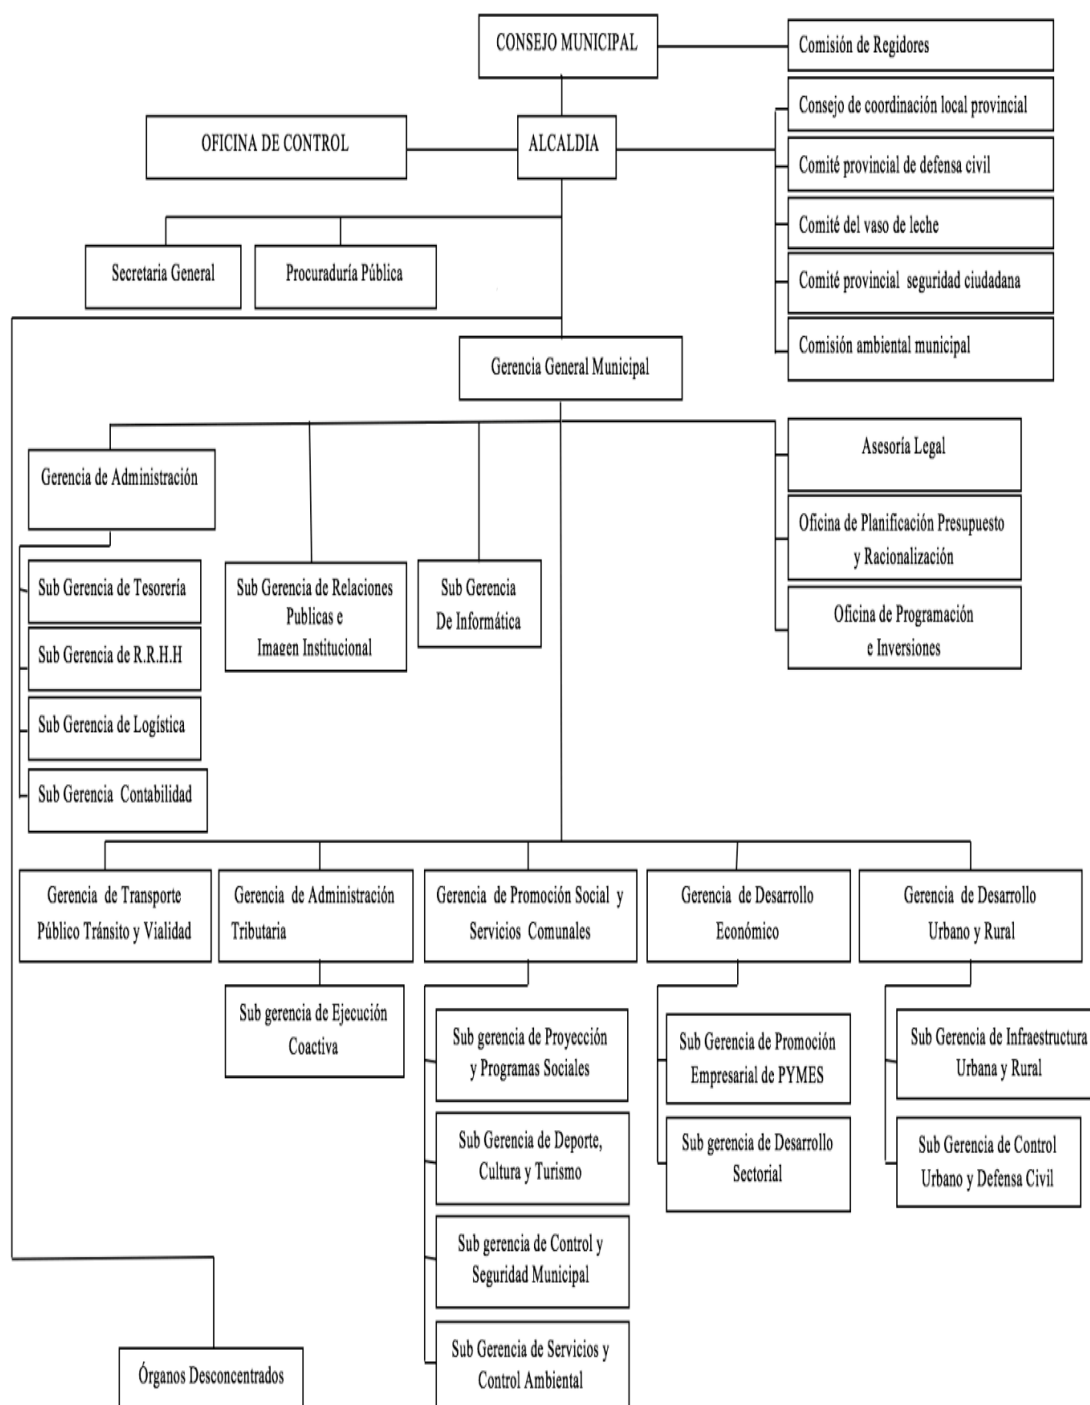 CONSEJO MUNICIPAL
Comisión de Regidores
Consejo de coordinación local provincial
OFICINA DE CONTROL
ALCALDIA
Comité provincial de defensa civil
Comité del vaso de leche
Secretaria General
Procuraduría Pública
Comité provincial seguridad ciudadana
Comisión ambiental municipal
Gerencia General Municipal
Asesoría Legal
Gerencia de Administración
Oficina de Planificación Presupuesto
y Racionalización
Oficina de Programación
e Inversiones
Sub Gerencia de Tesorería
Sub Gerencia de R.R.H.H
Sub Gerencia de Logística
Sub Gerencia Contabilidad
Sub Gerencia de Relaciones
Publicas e
Imagen Institucional
Sub Gerencia
De Informática
Gerencia de Transporte
Público Tránsito y Vialidad
Gerencia de Administración
Tributaria
Gerencia de Promoción Social y
Servicios Comunales
Gerencia de Desarrollo
Económico
Gerencia de Desarrollo
Urbano y Rural
Sub gerencia de Ejecución
Coactiva
Sub gerencia de Proyección
y Programas Sociales
Sub Gerencia de Deporte,
Cultura y Turismo
Sub gerencia de Control y
Seguridad Municipal
Sub Gerencia de Servicios y
Control Ambiental
Sub Gerencia de Promoción
Empresarial de PYMES
Sub gerencia de Desarrollo
Sectorial
Sub Gerencia de Infraestructura
Urbana y Rural
Sub Gerencia de Control
Urbano y Defensa Civil
Órganos Desconcentrados